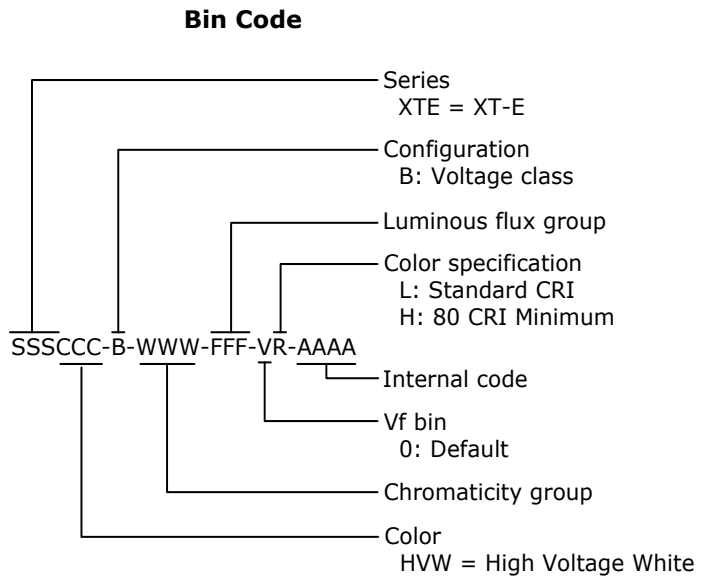 Bin Code
Series
XTE = XT-E
Configuration
B: Voltage class
Luminous flux group
Color specification
L: Standard CRI
H: 80 CRI Minimum
SSSCCC-B-WWW-FFF-VR-AAAA
Internal code
Vf bin
0: Default
Chromaticity group
Color
HVW = High Voltage White